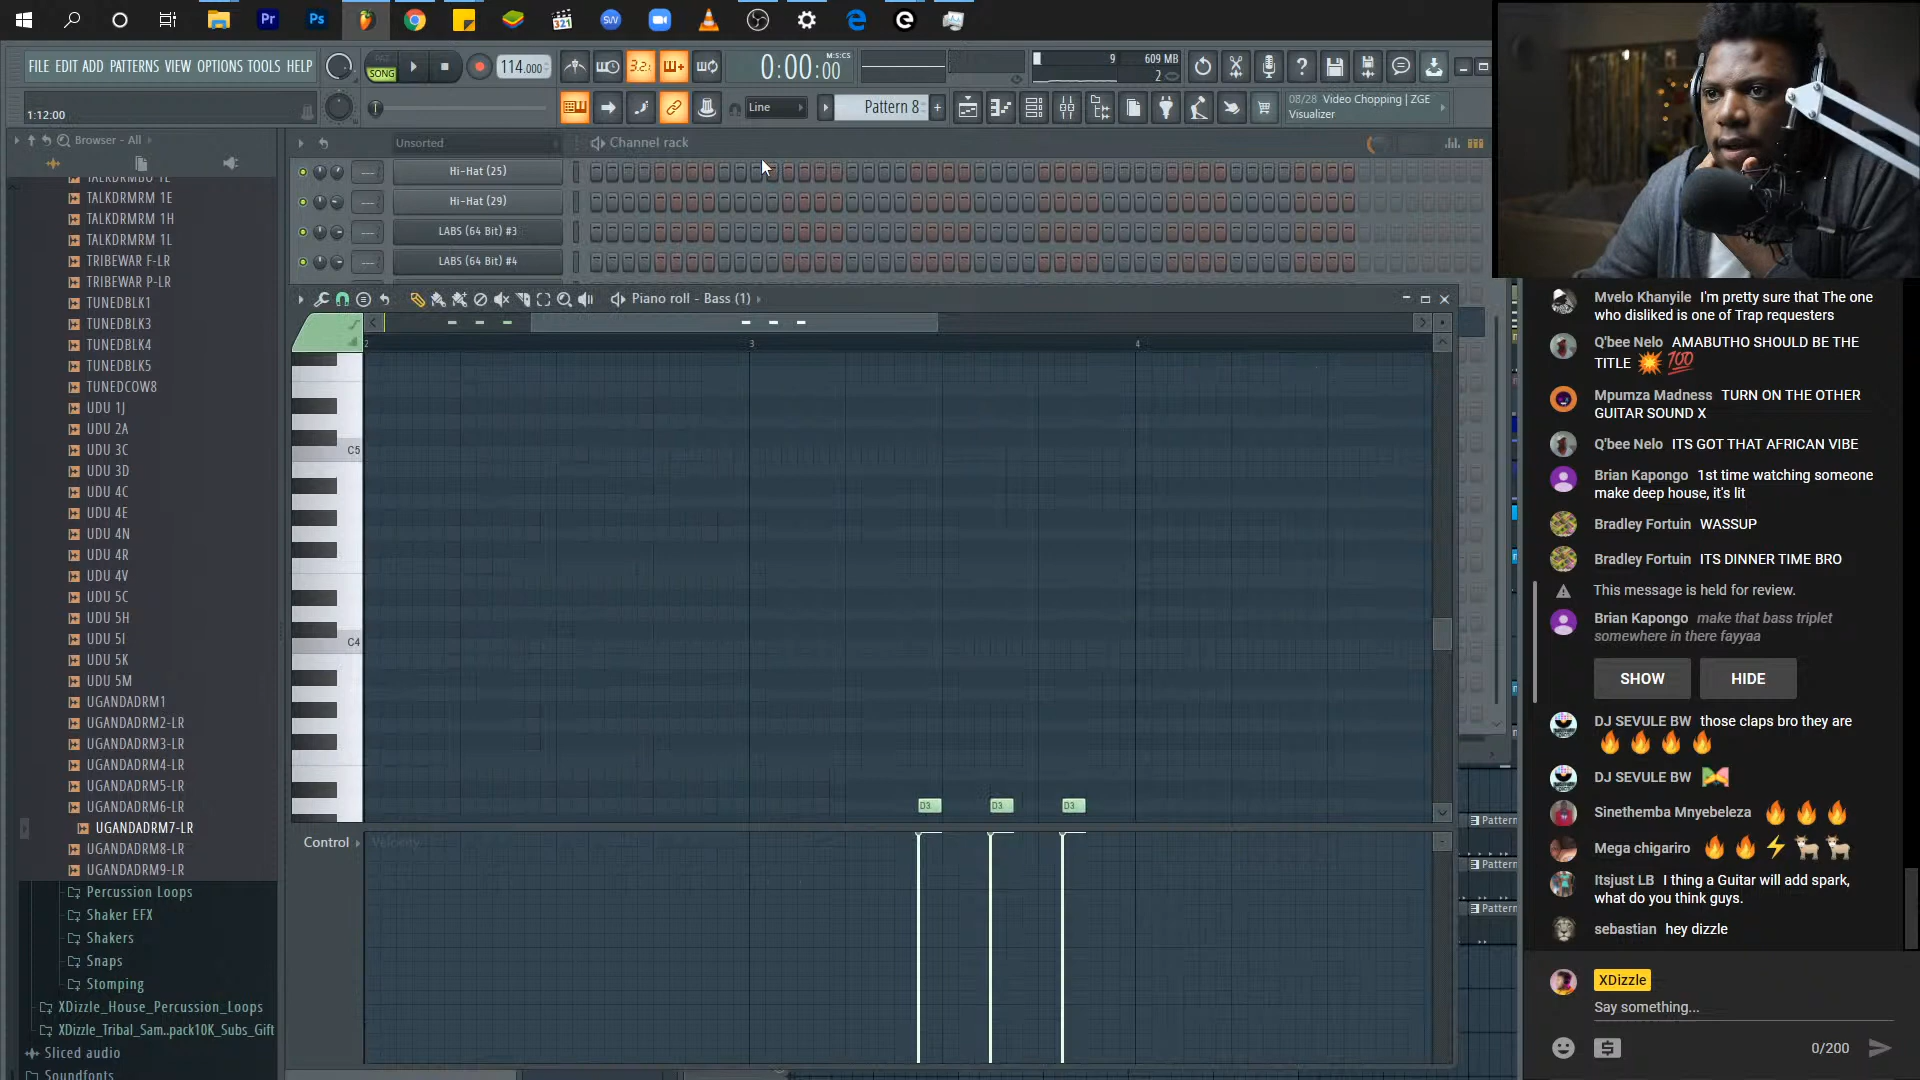 Pr
Ps
321
SW
FILE EDIT ADD PATTERNS VIEW OPTIONS TOOLS HELP
SONG
114.000
3.2:
0:00:00
M:S:CS
9
609 MB
2
1:12:00
Line
Pattern 8
08/28 Video Chopping | ZGE
Visualizer
Browser - All
Unsorted
Channel rack
TALKDRMRM 1E
TALKDRMRM 1H
TALKDRMRM 1L
TRIBEWAR F-LR
TRIBEWAR P-LR
TUNEDBLK1
TUNEDBLK3
TUNEDBLK4
TUNEDBLK5
TUNEDCOW8
UDU 1J
UDU 2A
UDU 3C
UDU 3D
UDU 4C
UDU 4E
UDU 4N
UDU 4R
UDU 4V
UDU 5C
UDU 5H
UDU 5I
UDU 5K
UDU 5M
UGANDADRM1
UGANDADRM2-LR
UGANDADRM3-LR
UGANDADRM4-LR
UGANDADRM5-LR
UGANDADRM6-LR
UGANDADRM7-LR
UGANDADRM8-LR
UGANDADRM9-LR
Percussion Loops
Shaker EFX
Shakers
Snaps
Stomping
XDizzle_House_Percussion_Loops
XDizzle_Tribal_Sam..pack10K_Subs_Gift
Sliced audio
Soundfonts
Hi-Hat (25)
Hi-Hat (29)
LABS (64 Bit) #3
LABS (64 Bit) #4
Piano roll - Bass (1)
2
3
4
C5
C4
D3
D3
D3
Control
Velocity
Pattern
Pattern
Pattern
Mvelo Khanyile I'm pretty sure that The one
who disliked is one of Trap requesters
Q'bee Nelo AMABUTHO SHOULD BE THE
TITLE 💥 💯
Mpumza Madness TURN ON THE OTHER
GUITAR SOUND X
Q'bee Nelo ITS GOT THAT AFRICAN VIBE
Brian Kapongo 1st time watching someone
make deep house, it's lit
Bradley Fortuin WASSUP
Bradley Fortuin ITS DINNER TIME BRO
This message is held for review.
Brian Kapongo make that bass triplet
somewhere in there fayyaa
SHOW HIDE
DJ SEVULE BW those claps bro they are
🔥 🔥 🔥 🔥
DJ SEVULE BW
Sinethemba Mnyebeleza 🔥 🔥 🔥
Mega chigariro 🔥 🔥 ⚡ 🐐 🐐
Itsjust LB I thing a Guitar will add spark,
what do you think guys.
sebastian hey dizzle
XDizzle
Say something...
0/200